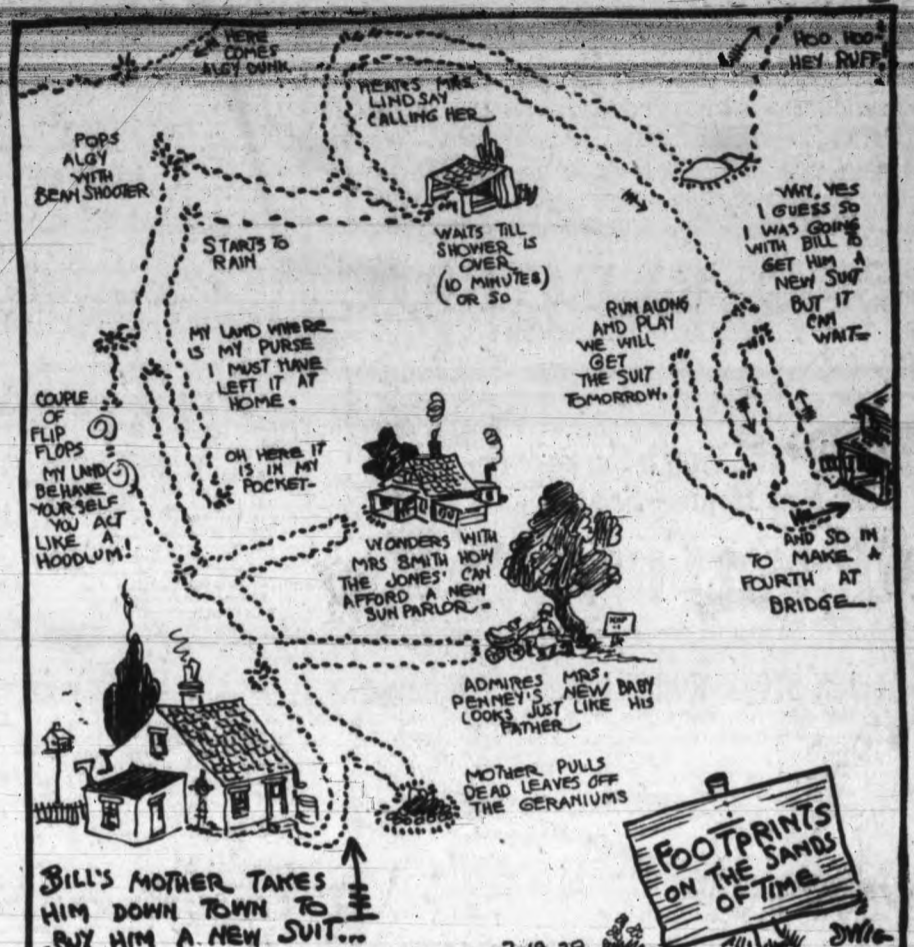 HERE
COMES
ALGY DUNK
HOO HOO-
HEY RUFF
HEARS MRS.
LINDSAY
CALLING HER
POPS
ALGY
WITH
BEAN SHOOTER
STARTS TO
RAIN
WAITS TILL
SHOWER IS
OVER
(10 MINUTES)
OR SO
WHY, YES
I GUESS SO
I WAS GOING
WITH BILL TO
GET HIM A
NEW SUIT
BUT IT
CAN
WAIT-
RUN ALONG
AND PLAY
WE WILL
GET
THE SUIT
TOMORROW.
MY LAND WHERE
IS MY PURSE
I MUST HAVE
LEFT IT AT
HOME.
COUPLE
OF
FLIP
FLOPS
MY LAND
BEHAVE
YOURSELF
YOU ACT
LIKE A
HOODLUM!
OH HERE IT
IS IN MY
POCKET-
WONDERS WITH
MRS SMITH HOW
THE JONES' CAN
AFFORD A NEW
SUN PARLOR-
AND SO IN
TO MAKE A
FOURTH AT
BRIDGE-
ADMIRES MRS.
PENNEY'S NEW BABY
LOOKS JUST LIKE HIS
FATHER
MOTHER PULLS
DEAD LEAVES OFF
THE GERANIUMS
FOOTPRINTS
ON THE SANDS
OF TIME
BILL'S MOTHER TAKES
HIM DOWN TOWN TO
BUY HIM A NEW SUIT...
DWIG-